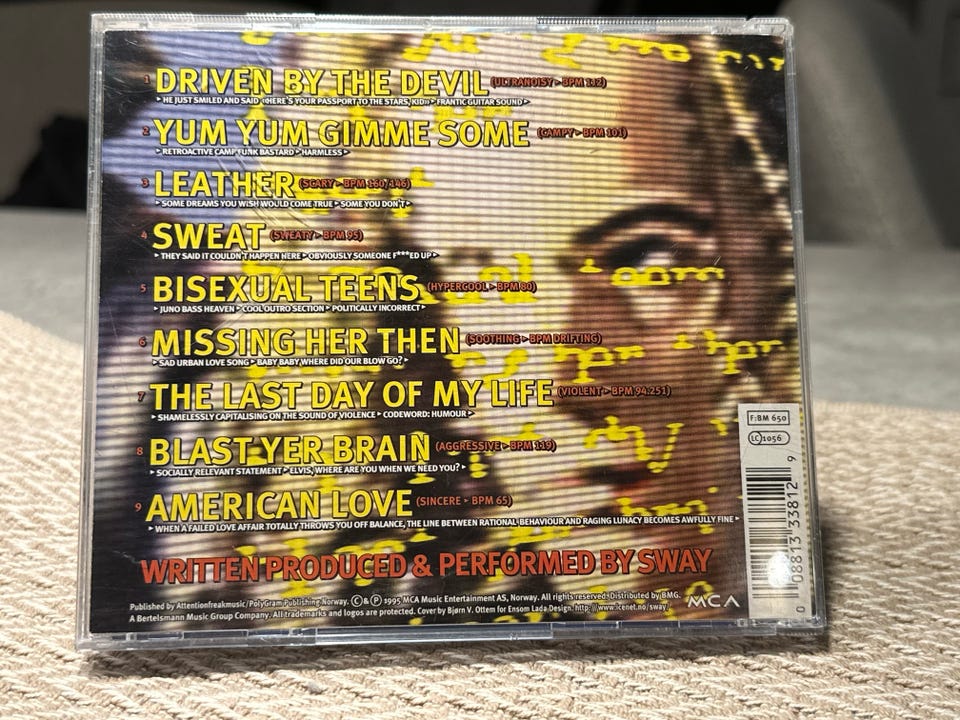 1 DRIVEN BY THE DEVIL (ULTRANOISY ▸ BPM 112)
▸ HE JUST SMILED AND SAID «HERE'S YOUR PASSPORT TO THE STARS, KID» ▸ FRANTIC GUITAR SOUND ▸
2 YUM YUM GIMME SOME (CAMPY ▸ BPM 101)
▸ RETROACTIVE CAMP FUNK BASTARD ▸ HARMLESS ▸
3 LEATHER (SCARY ▸ BPM 160/146)
▸ SOME DREAMS YOU WISH WOULD COME TRUE ▸ SOME YOU DON'T ▸
4 SWEAT (SWEATY ▸ BPM 95)
▸ THEY SAID IT COULDN'T HAPPEN HERE ▸ OBVIOUSLY SOMEONE F***ED UP ▸
5 BISEXUAL TEENS (HYPERCOOL ▸ BPM 80)
▸ JUNO BASS HEAVEN ▸ COOL OUTRO SECTION ▸ POLITICALLY INCORRECT ▸
6 MISSING HER THEN (SOOTHING ▸ BPM DRIFTING)
▸ SAD URBAN LOVE SONG ▸ BABY BABY WHERE DID OUR BLOW GO? ▸
7 THE LAST DAY OF MY LIFE (VIOLENT ▸ BPM 94.251)
▸ SHAMELESSLY CAPITALISING ON THE SOUND OF VIOLENCE ▸ CODEWORD: HUMOUR ▸
8 BLAST YER BRAIN (AGGRESSIVE ▸ BPM 119)
▸ SOCIALLY RELEVANT STATEMENT ▸ ELVIS, WHERE ARE YOU WHEN WE NEED YOU? ▸
9 AMERICAN LOVE (SINCERE ▸ BPM 65)
▸ WHEN A FAILED LOVE AFFAIR TOTALLY THROWS YOU OFF BALANCE, THE LINE BETWEEN RATIONAL BEHAVIOUR AND RAGING LUNACY BECOMES AWFULLY FINE ▸
WRITTEN PRODUCED & PERFORMED BY SWAY
Published by Attentionfreakmusic/PolyGram Publishing Norway. ©&℗ 1995 MCA Music Entertainment AS, Norway. All rights reserved. Distributed by BMG.
A Bertelsmann Music Group Company. All trademarks and logos are protected. Cover by Bjørn V. Ottem for Ensom Lada Design. http://www.icenet.no/sway
MCA
F:BM 650
LC 1056
0 08813 33812 9